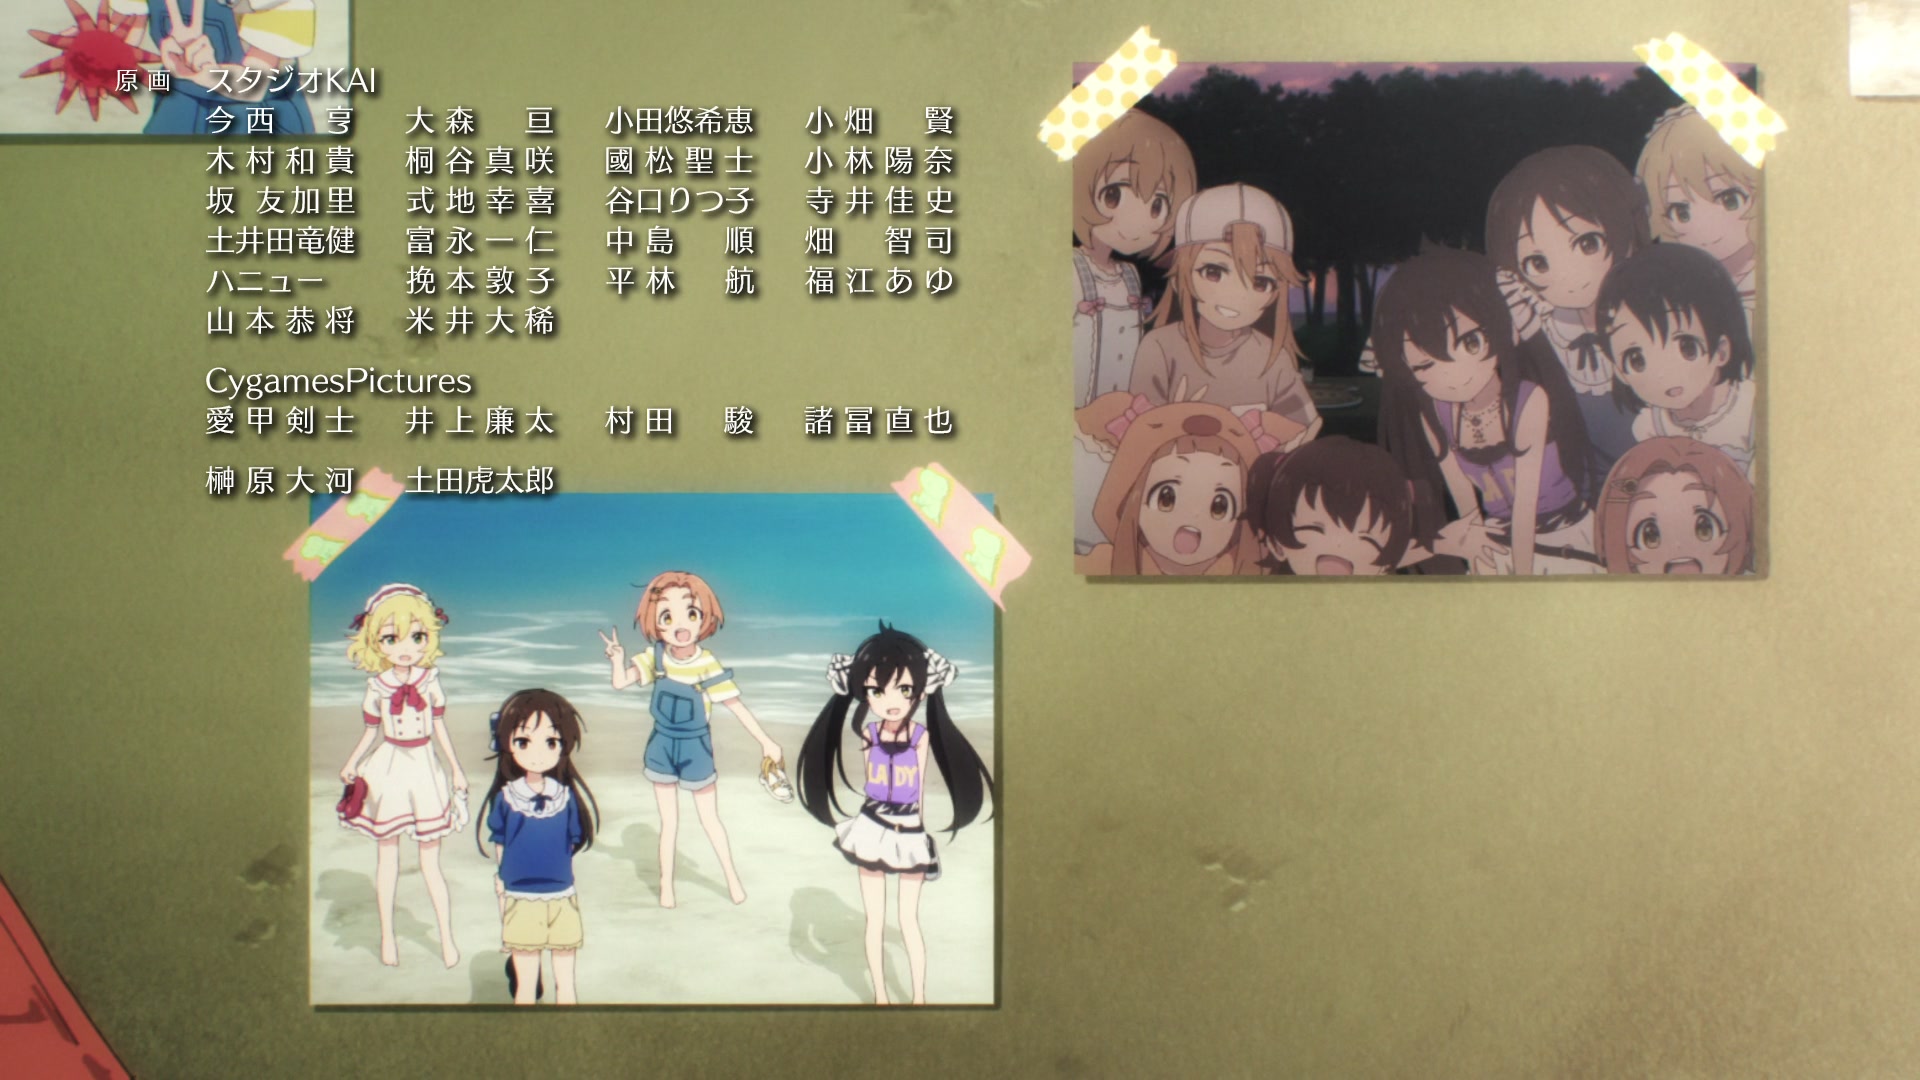 原画 スタジオKAI
今西 亨 大森 亘 小田悠希恵 小畑 賢
木村和貴 桐谷真咲 國松聖士 小林陽奈
坂 友加里 式地幸喜 谷口りつ子 寺井佳史
土井田竜健 富永一仁 中島 順 畑 智司
ハニュー 挽本敦子 平林 航 福江あゆ
山本恭将 米井大稀
CygamesPictures
愛甲剣士 井上廉太 村田 駿 諸冨直也
榊原大河 土田虎太郎
LADY